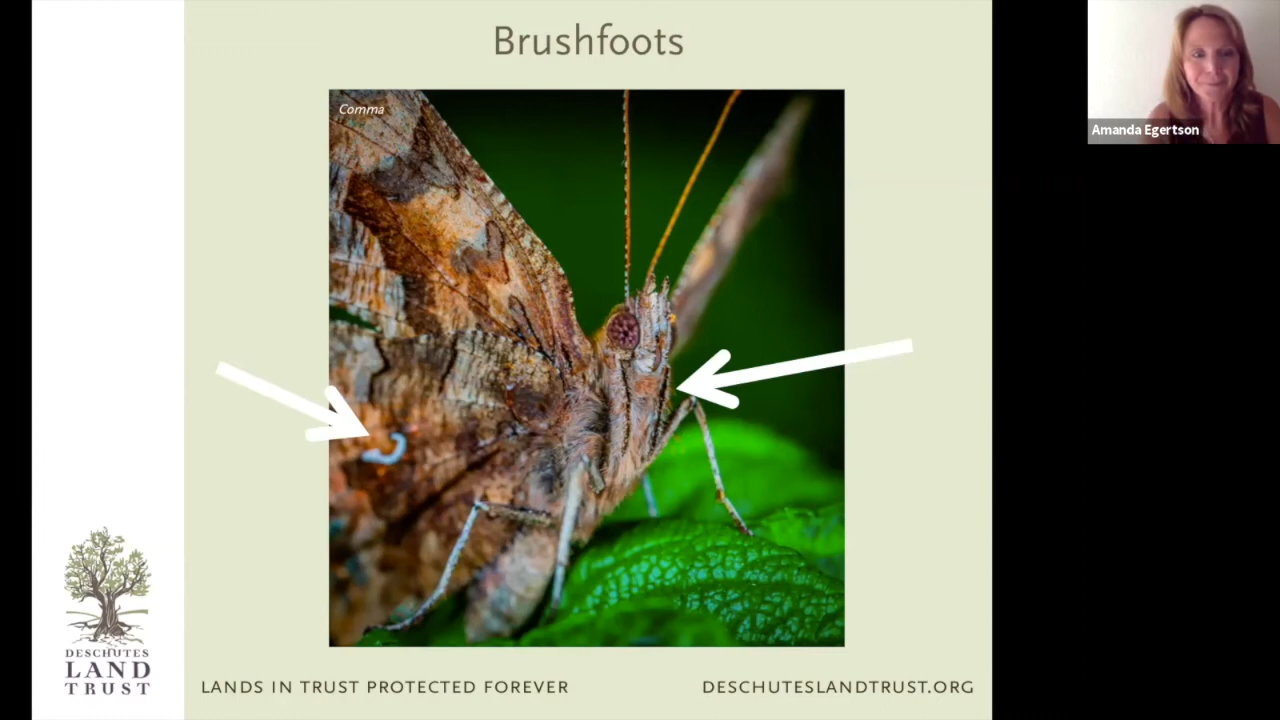 Brushfoots
Comma
Amanda Egertson
DESCHUTES
LAND
TRUST
LANDS IN TRUST PROTECTED FOREVER
DESCHUTESLANDTRUST.ORG